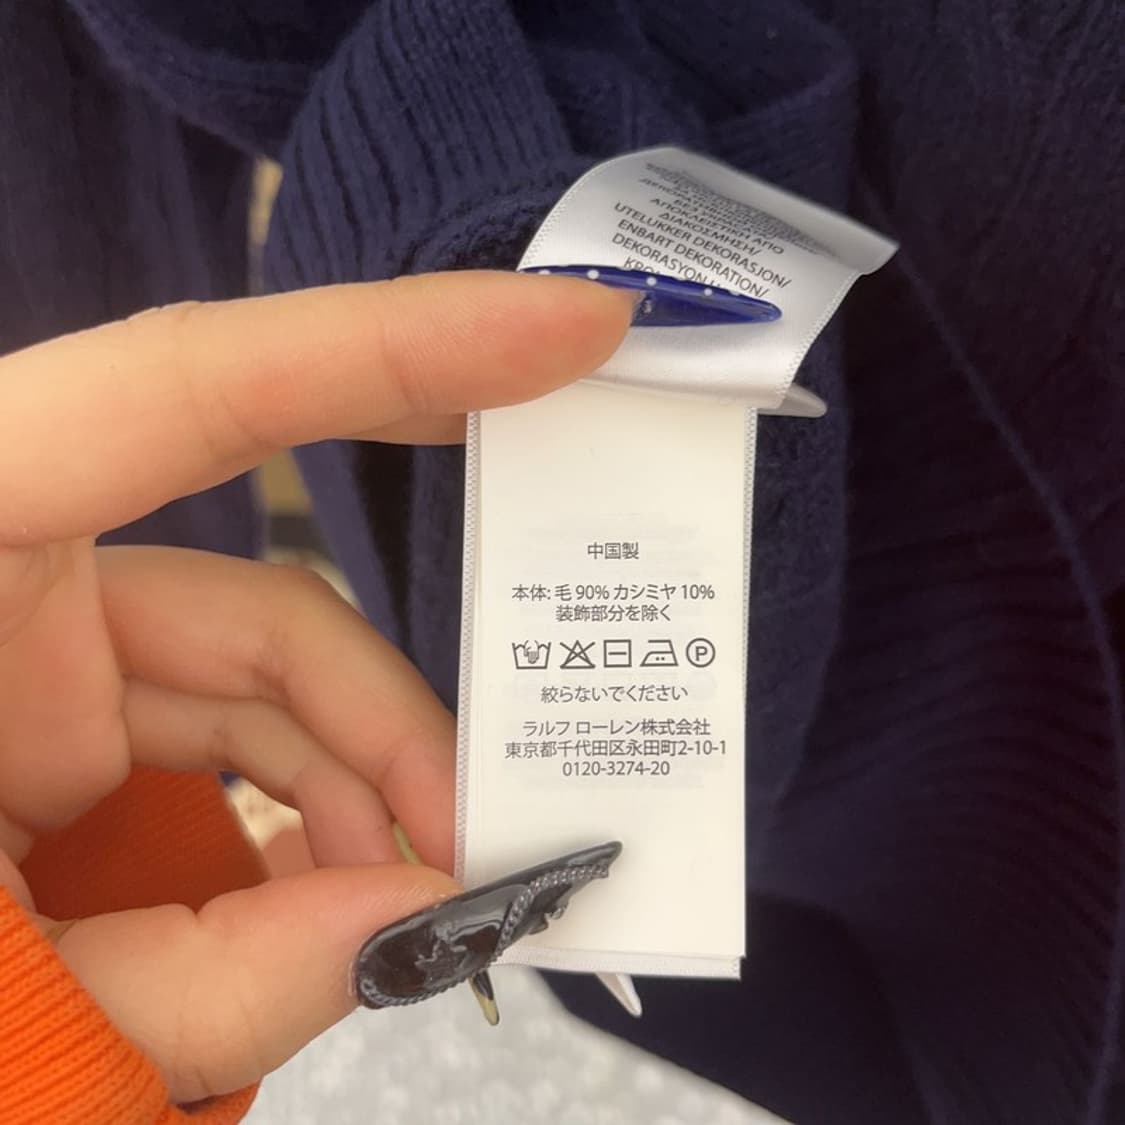 ΑΠΟΚΛΕΙΣΤΙΚΗ ΑΠΟ
ΔΙΑΚΟΣΜΗΣΗ/
UTELUKKER DEKORASJON/
ENBART DEKORATION/
DEKORASYON
中国製
本体: 毛 90% カシミヤ 10%
装飾部分を除く
P
絞らないでください
ラルフ ローレン株式会社
東京都千代田区永田町2-10-1
0120-3274-20